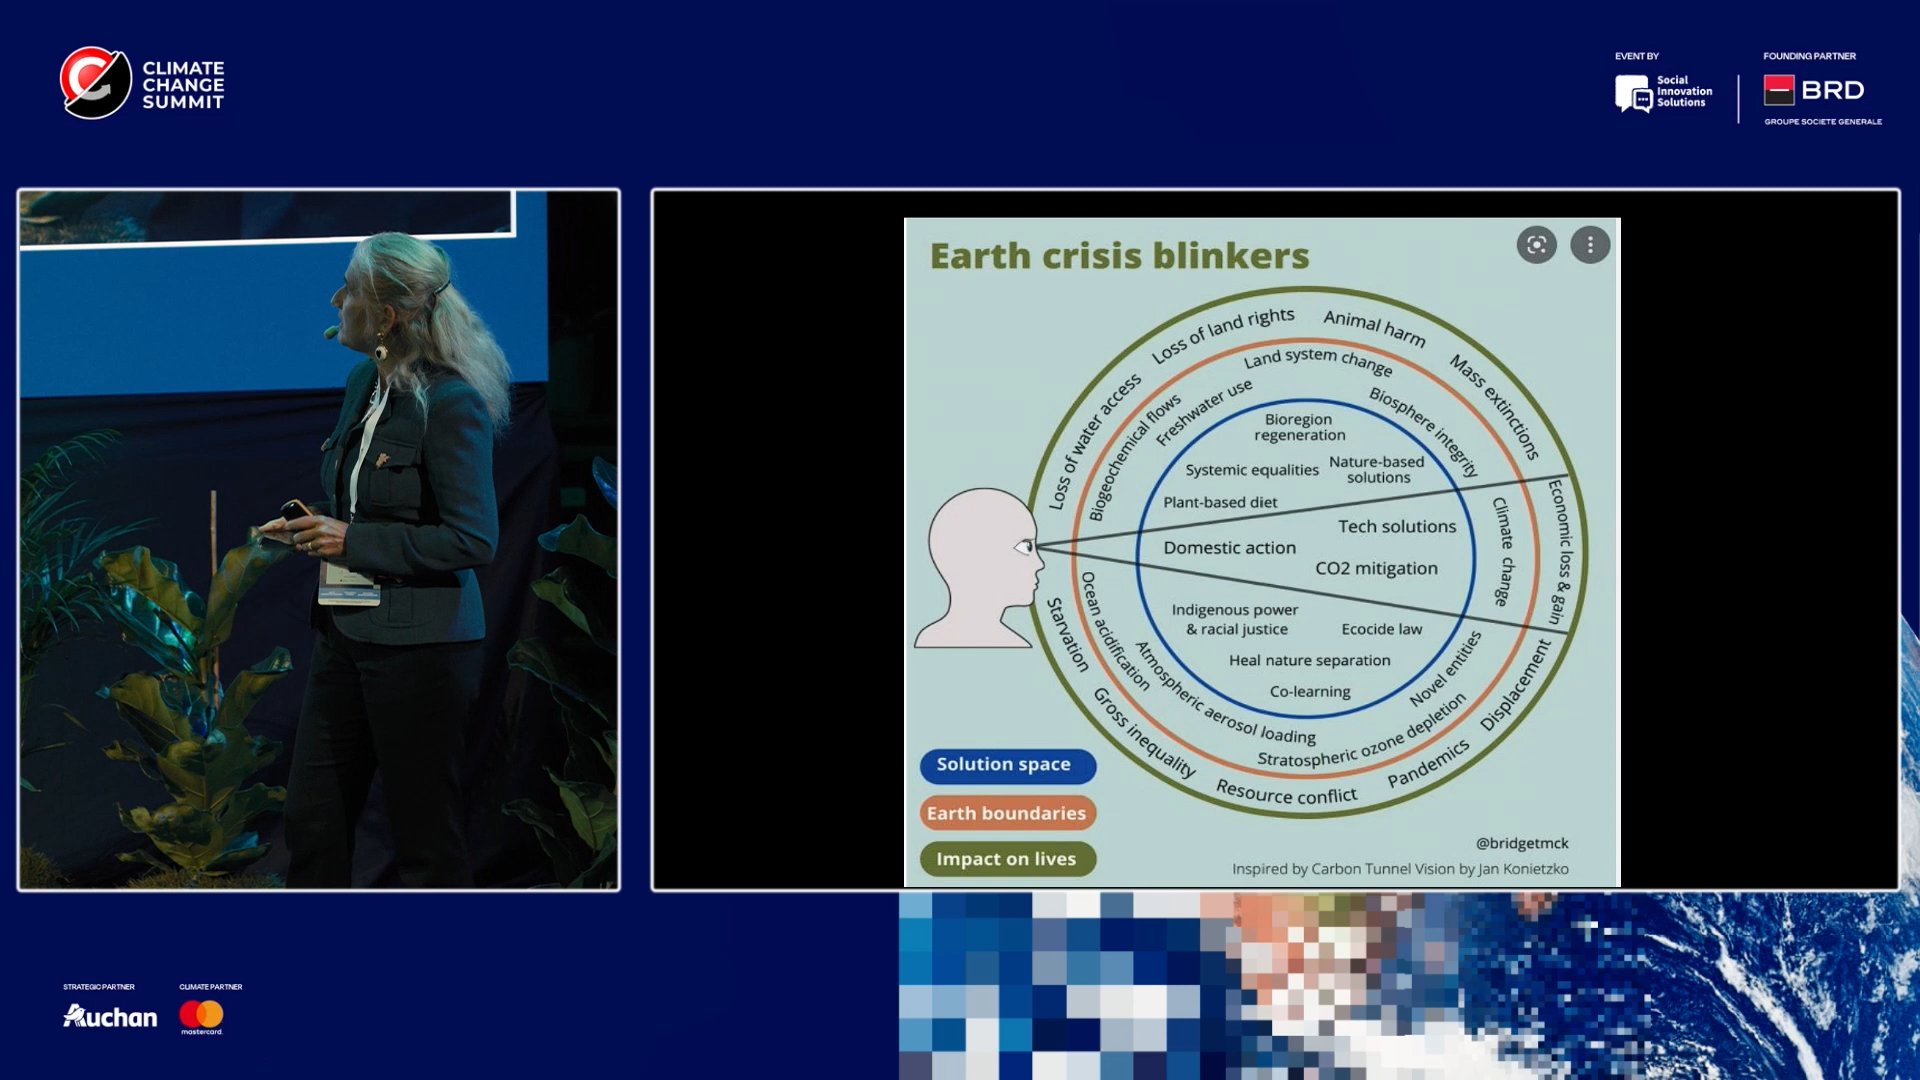 CLIMATE
CHANGE
SUMMIT
EVENT BY
Social
Innovation
Solutions
FOUNDING PARTNER
BRD
GROUPE SOCIETE GENERALE
Earth crisis blinkers
Loss of water access
Loss of land rights
Animal harm
Mass extinctions
Economic loss & gain
Displacement
Pandemics
Resource conflict
Gross inequality
Starvation
Biogeochemical flows
Freshwater use
Land system change
Biosphere integrity
Climate change
Novel entities
Stratospheric ozone depletion
Atmospheric aerosol loading
Ocean acidification
Bioregion
regeneration
Systemic equalities
Nature-based
solutions
Plant-based diet
Tech solutions
Domestic action
CO2 mitigation
Indigenous power
& racial justice
Ecocide law
Heal nature separation
Co-learning
Solution space
Earth boundaries
Impact on lives
@bridgetmck
Inspired by Carbon Tunnel Vision by Jan Konietzko
STRATEGIC PARTNER
Auchan
CLIMATE PARTNER
mastercard.